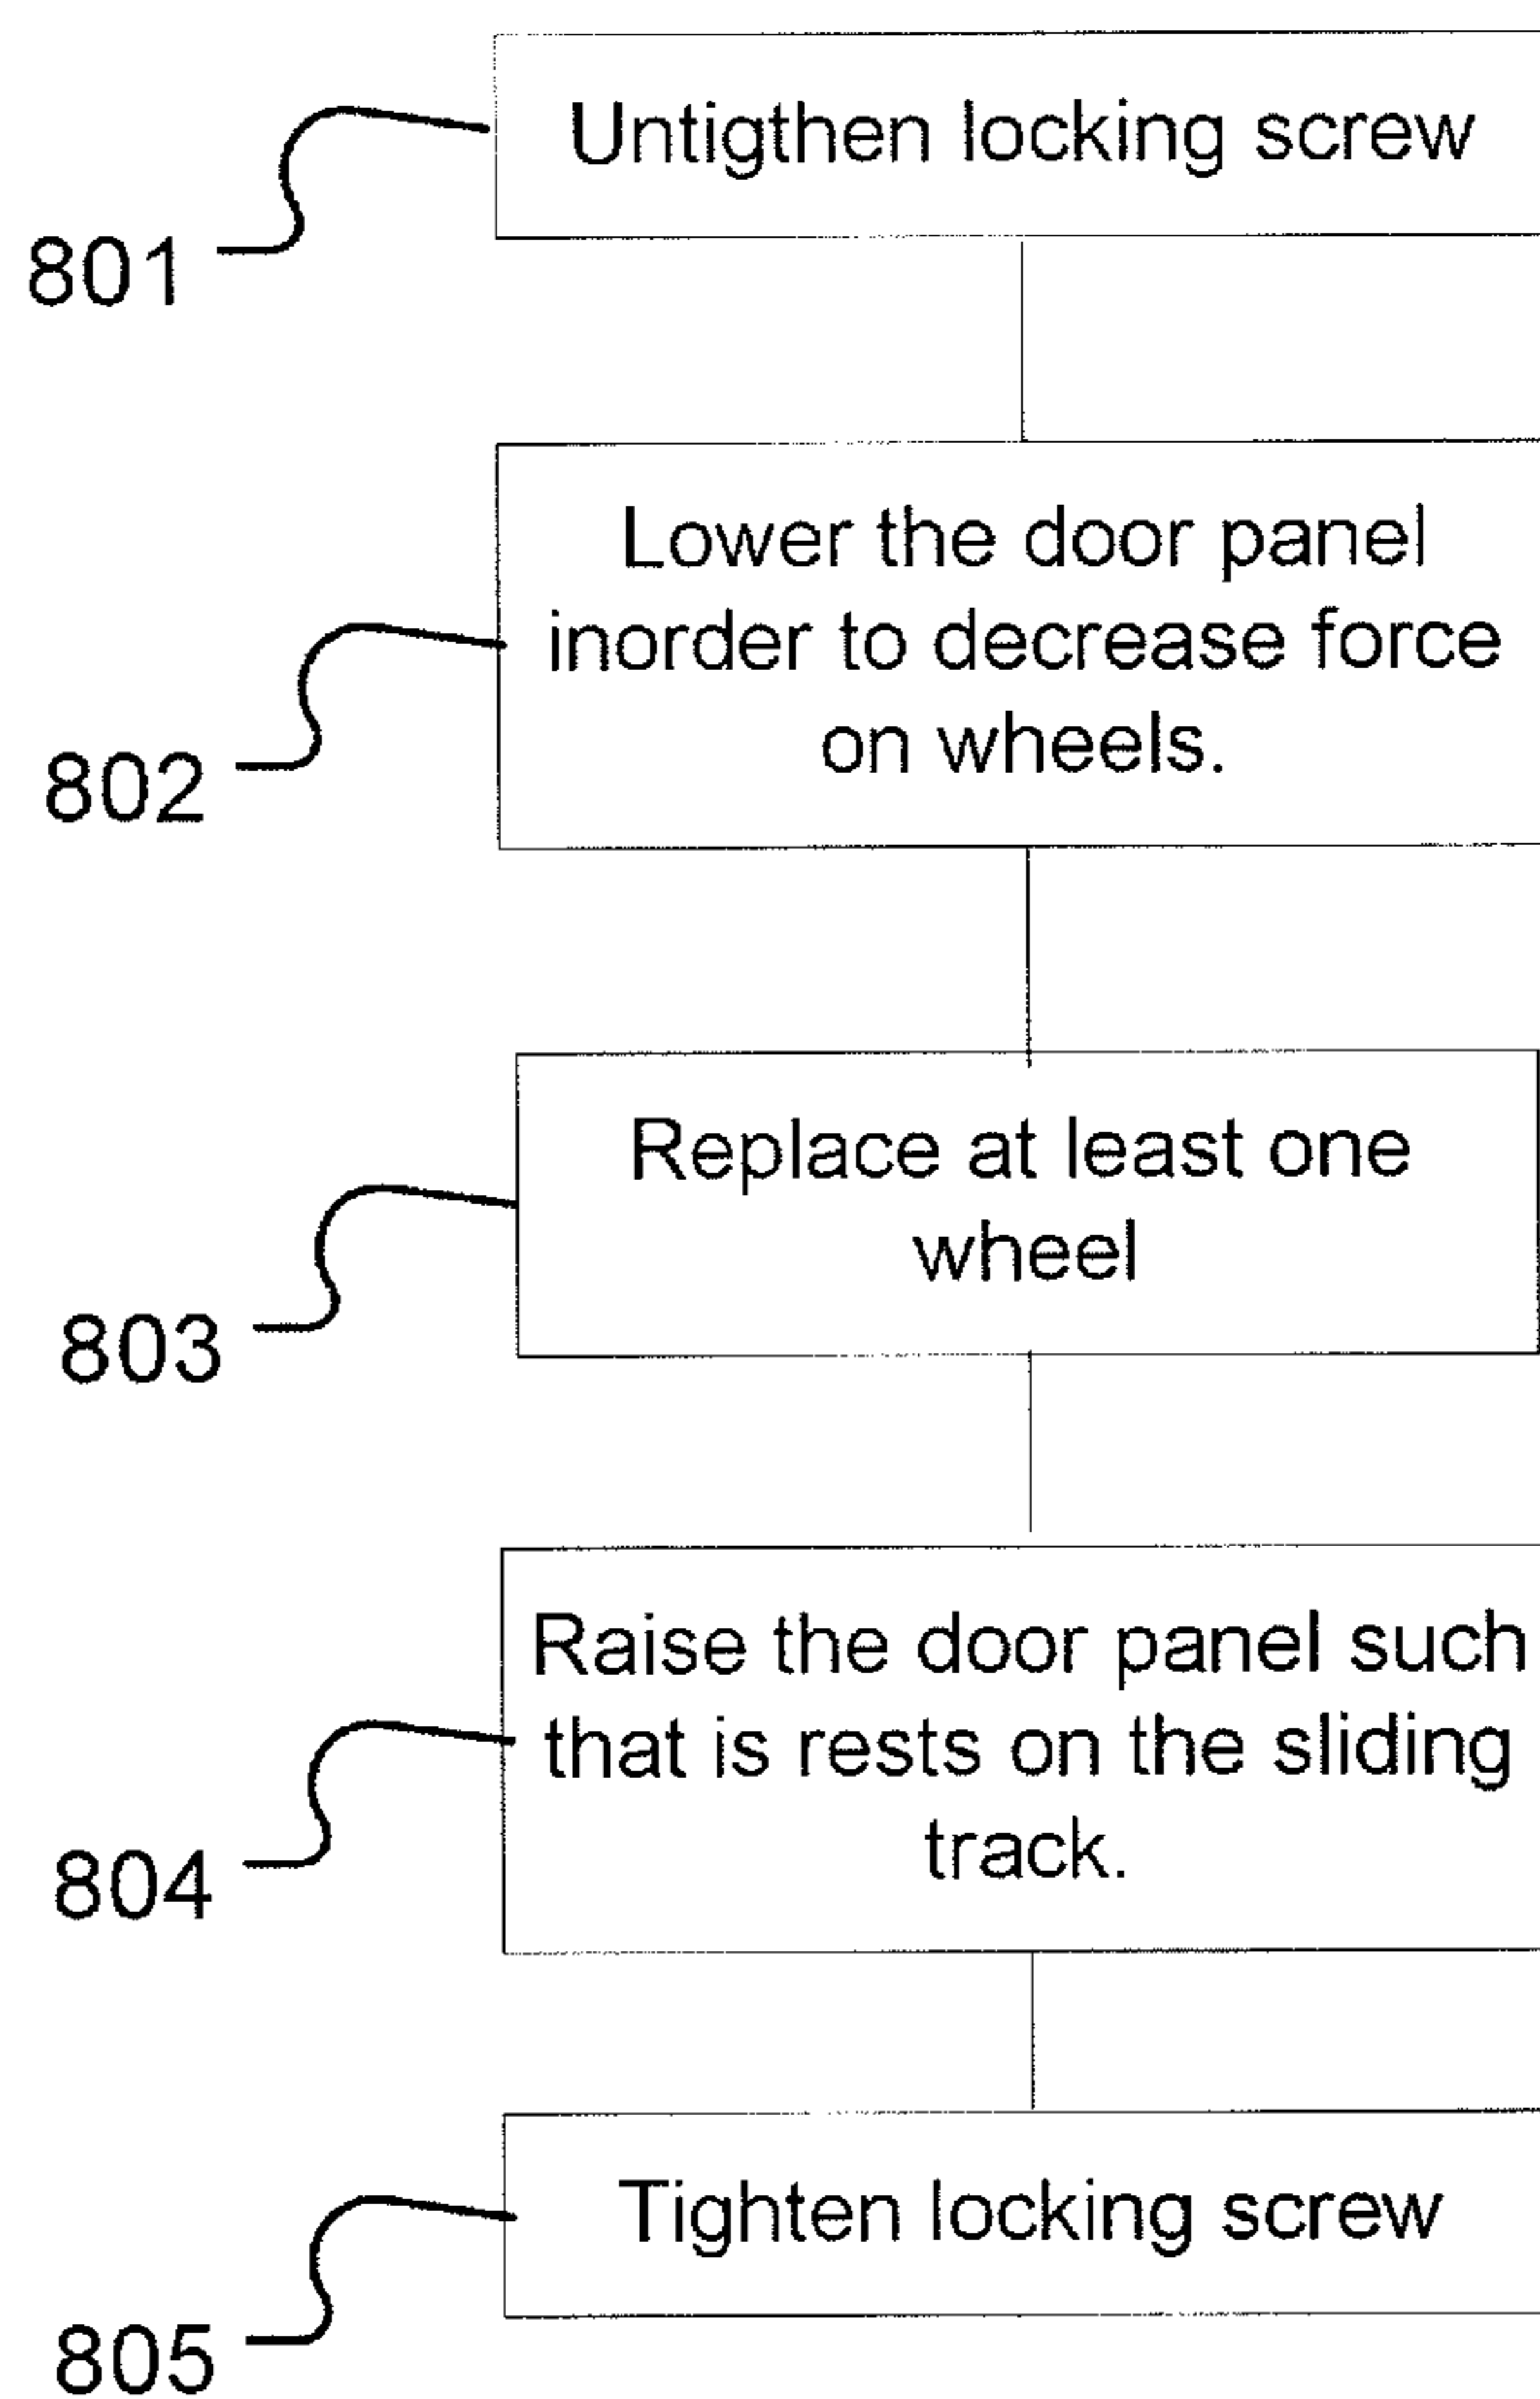 Untigthen locking screw
801
Lower the door panel
inorder to decrease force
on wheels.
802
Replace at least one
wheel
803
Raise the door panel such
that is rests on the sliding
track.
804
Tighten locking screw
805